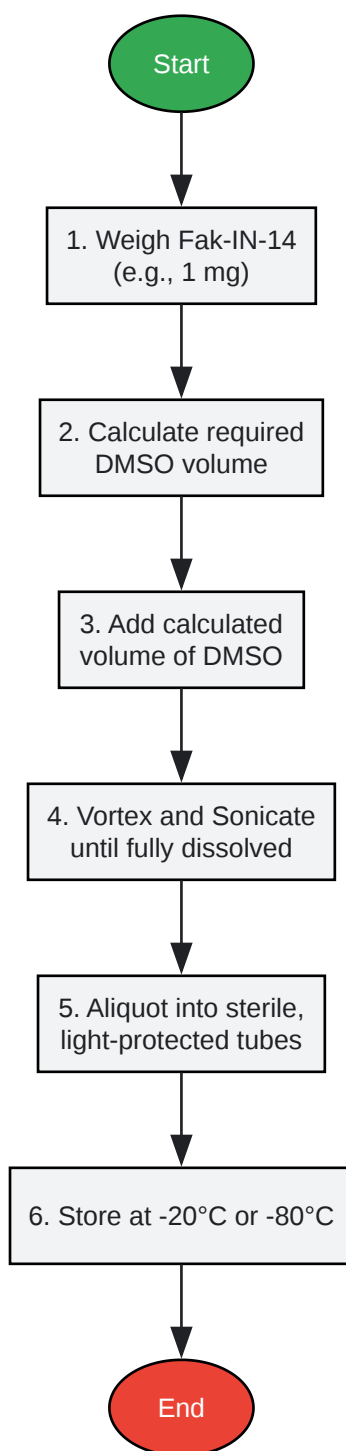 Start
1. Weigh Fak-IN-14
(e.g., 1 mg)
2. Calculate required
DMSO volume
3. Add calculated
volume of DMSO
4. Vortex and Sonicate
until fully dissolved
5. Aliquot into sterile,
light-protected tubes
6. Store at -20°C or -80°C
End